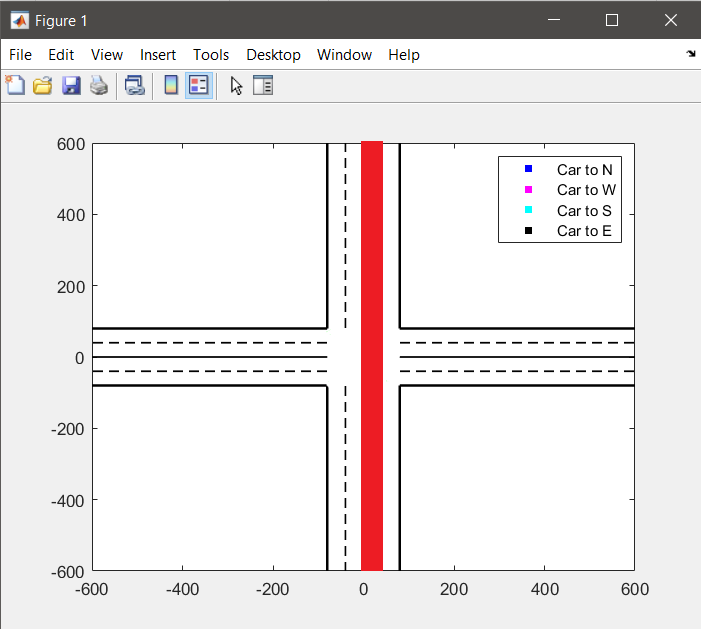 Figure 1
File Edit View Insert Tools Desktop Window Help
600
400
200
0
-200
-400
-600
-600 -400 -200 0 200 400 600
Car to N
Car to W
Car to S
Car to E